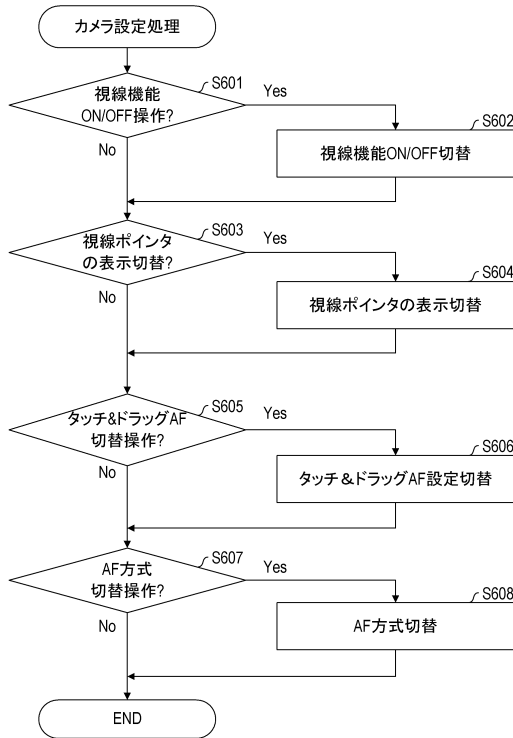 カメラ設定処理
S601
視線機能
ON/OFF操作?
Yes
No
S602
視線機能ON/OFF切替
S603
視線ポインタ
の表示切替?
Yes
No
S604
視線ポインタの表示切替
S605
タッチ&ドラッグAF
切替操作?
Yes
No
S606
タッチ&ドラッグAF設定切替
S607
AF方式
切替操作?
Yes
No
S608
AF方式切替
END